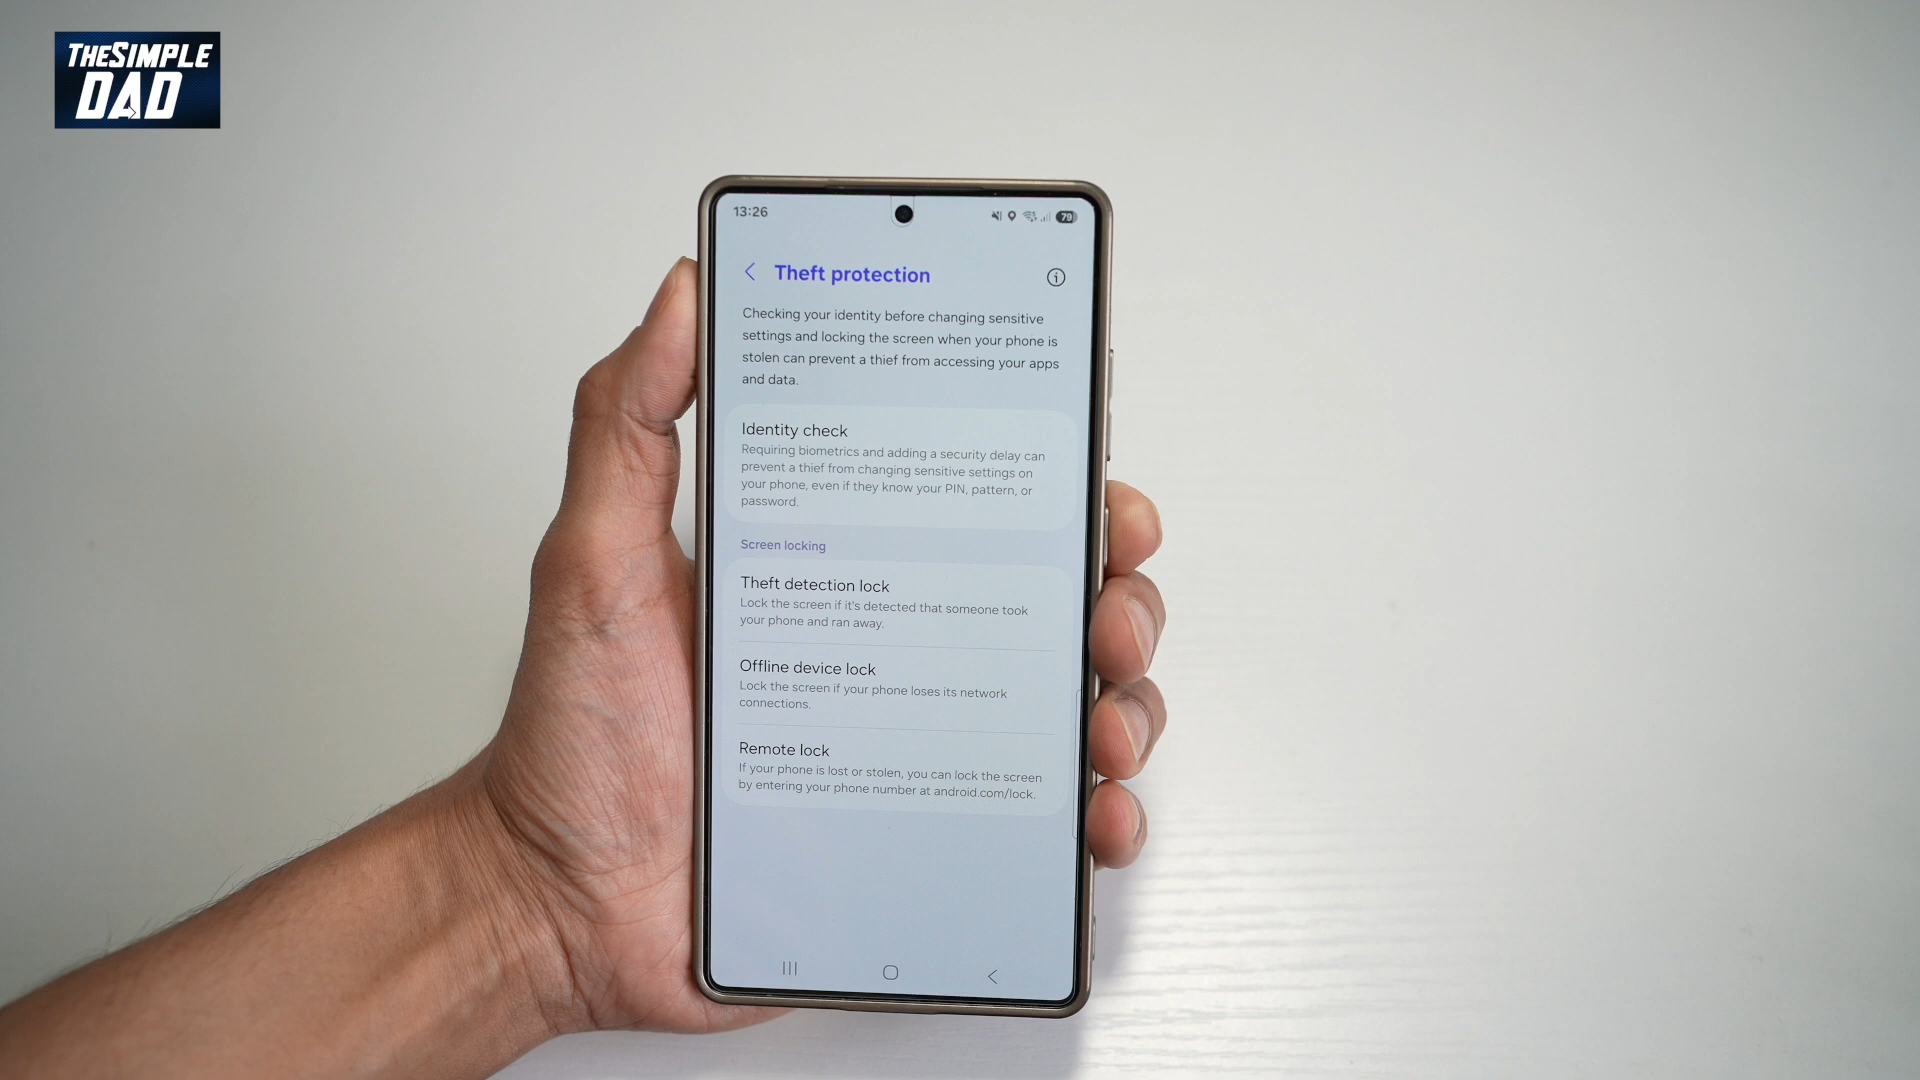 THESIMPLE
DAD
13:26
79
Theft protection
Checking your identity before changing sensitive
settings and locking the screen when your phone is
stolen can prevent a thief from accessing your apps
and data.
Identity check
Requiring biometrics and adding a security delay can
prevent a thief from changing sensitive settings on
your phone, even if they know your PIN, pattern, or
password.
Screen locking
Theft detection lock
Lock the screen if it's detected that someone took
your phone and ran away.
Offline device lock
Lock the screen if your phone loses its network
connections.
Remote lock
If your phone is lost or stolen, you can lock the screen
by entering your phone number at android.com/lock.